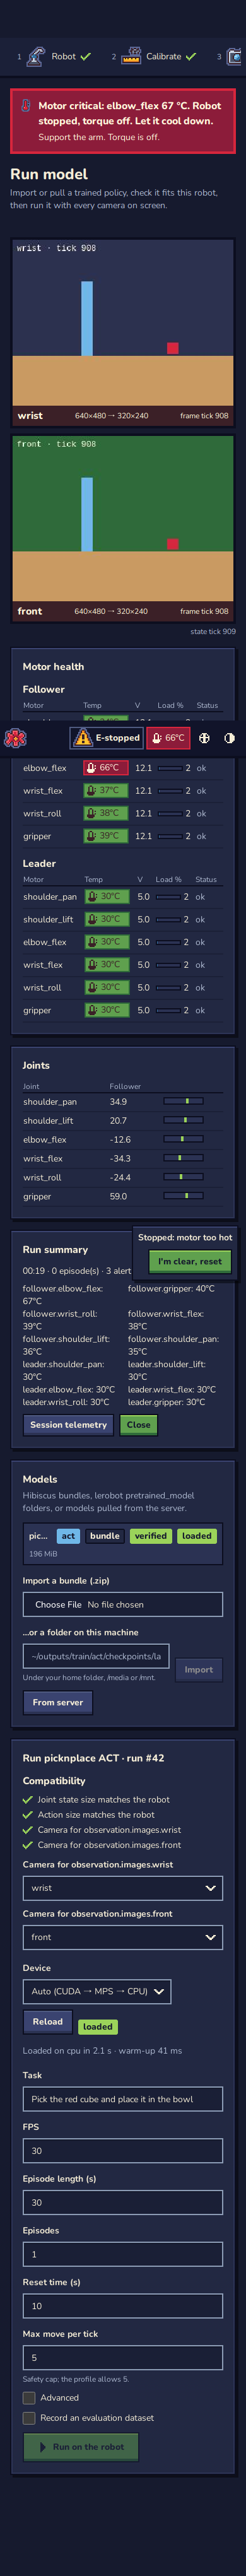 1 Robot 2 Calibrate 3
Motor critical: elbow_flex 67 °C. Robot
stopped, torque off. Let it cool down.
Support the arm. Torque is off.
Run model
Import or pull a trained policy, check it fits this robot,
then run it with every camera on screen.
wrist · tick 908
wrist 640×480 → 320×240 frame tick 908
front · tick 908
front 640×480 → 320×240 frame tick 908
state tick 909
Motor health
Follower
Motor Temp V Load % Status
E-stopped 66°C
elbow_flex 66°C 12.1 2 ok
wrist_flex 37°C 12.1 2 ok
wrist_roll 38°C 12.1 2 ok
gripper 39°C 12.1 2 ok
Leader
Motor Temp V Load % Status
shoulder_pan 30°C 5.0 2 ok
shoulder_lift 30°C 5.0 2 ok
elbow_flex 30°C 5.0 2 ok
wrist_flex 30°C 5.0 2 ok
wrist_roll 30°C 5.0 2 ok
gripper 30°C 5.0 2 ok
Joints
Joint Follower
shoulder_pan 34.9
shoulder_lift 20.7
elbow_flex -12.6
wrist_flex -34.3
wrist_roll -24.4
gripper 59.0
Stopped: motor too hot
I'm clear, reset
Run summary
00:19 · 0 episode(s) · 3 alert
follower.elbow_flex: follower.gripper: 40°C
67°C
follower.wrist_roll: follower.wrist_flex:
39°C 38°C
follower.shoulder_lift: follower.shoulder_pan:
36°C 35°C
leader.shoulder_pan: leader.shoulder_lift:
30°C 30°C
leader.elbow_flex: 30°C leader.wrist_flex: 30°C
leader.wrist_roll: 30°C leader.gripper: 30°C
Session telemetry Close
Models
Hibiscus bundles, lerobot pretrained_model
folders, or models pulled from the server.
pic... act bundle verified loaded
196 MiB
Import a bundle (.zip)
Choose File No file chosen
...or a folder on this machine
~/outputs/train/act/checkpoints/la
Import
Under your home folder, /media or /mnt.
From server
Run picknplace ACT · run #42
Compatibility
Joint state size matches the robot
Action size matches the robot
Camera for observation.images.wrist
Camera for observation.images.front
Camera for observation.images.wrist
wrist
Camera for observation.images.front
front
Device
Auto (CUDA → MPS → CPU)
Reload loaded
Loaded on cpu in 2.1 s · warm-up 41 ms
Task
Pick the red cube and place it in the bowl
FPS
30
Episode length (s)
30
Episodes
1
Reset time (s)
10
Max move per tick
5
Safety cap; the profile allows 5.
Advanced
Record an evaluation dataset
Run on the robot